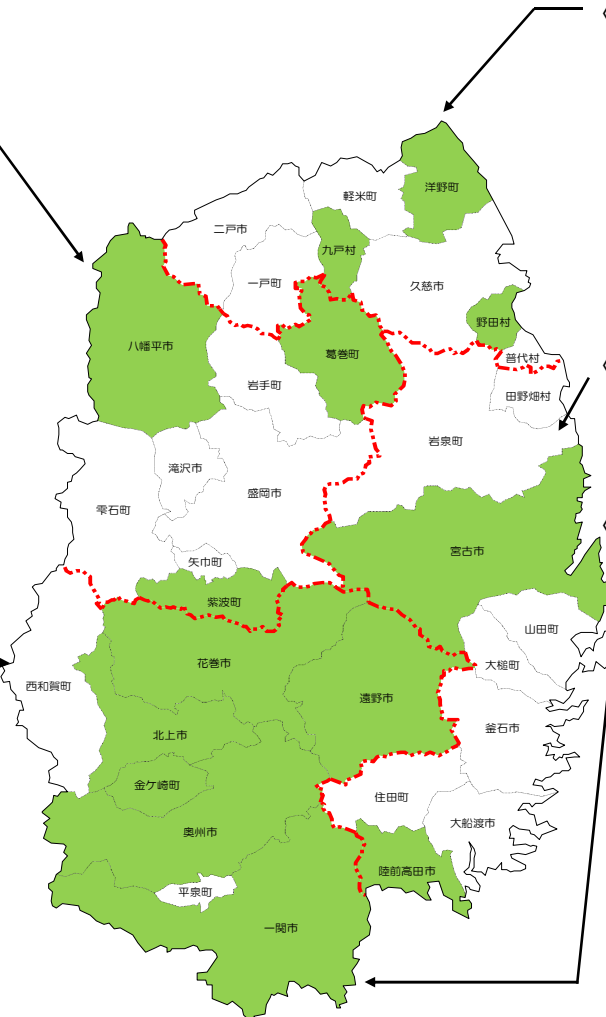 洋野町
軽米町
二戸市
九戸村
一戸町
久慈市
野田村
八幡平市
葛巻町
普代村
岩手町
田野畑村
岩泉町
滝沢市
盛岡市
雫石町
宮古市
矢巾町
紫波町
山田町
花巻市
大槌町
西和賀町
遠野市
釜石市
北上市
金ケ崎町
住田町
大船渡市
奥州市
陸前高田市
平泉町
一関市